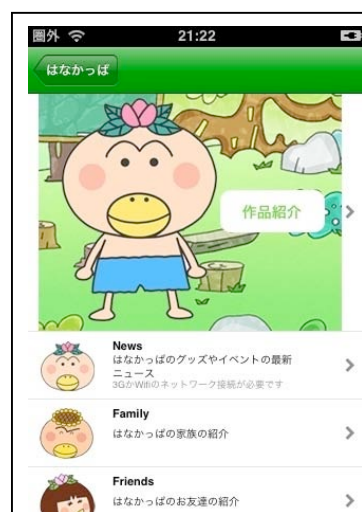 圏外
21:22
はなかっぱ
作品紹介
News
はなかっぱのグッズやイベントの最新
ニュース
3GかWifiのネットワーク接続が必要です
Family
はなかっぱの家族の紹介
Friends
はなかっぱのお友達の紹介